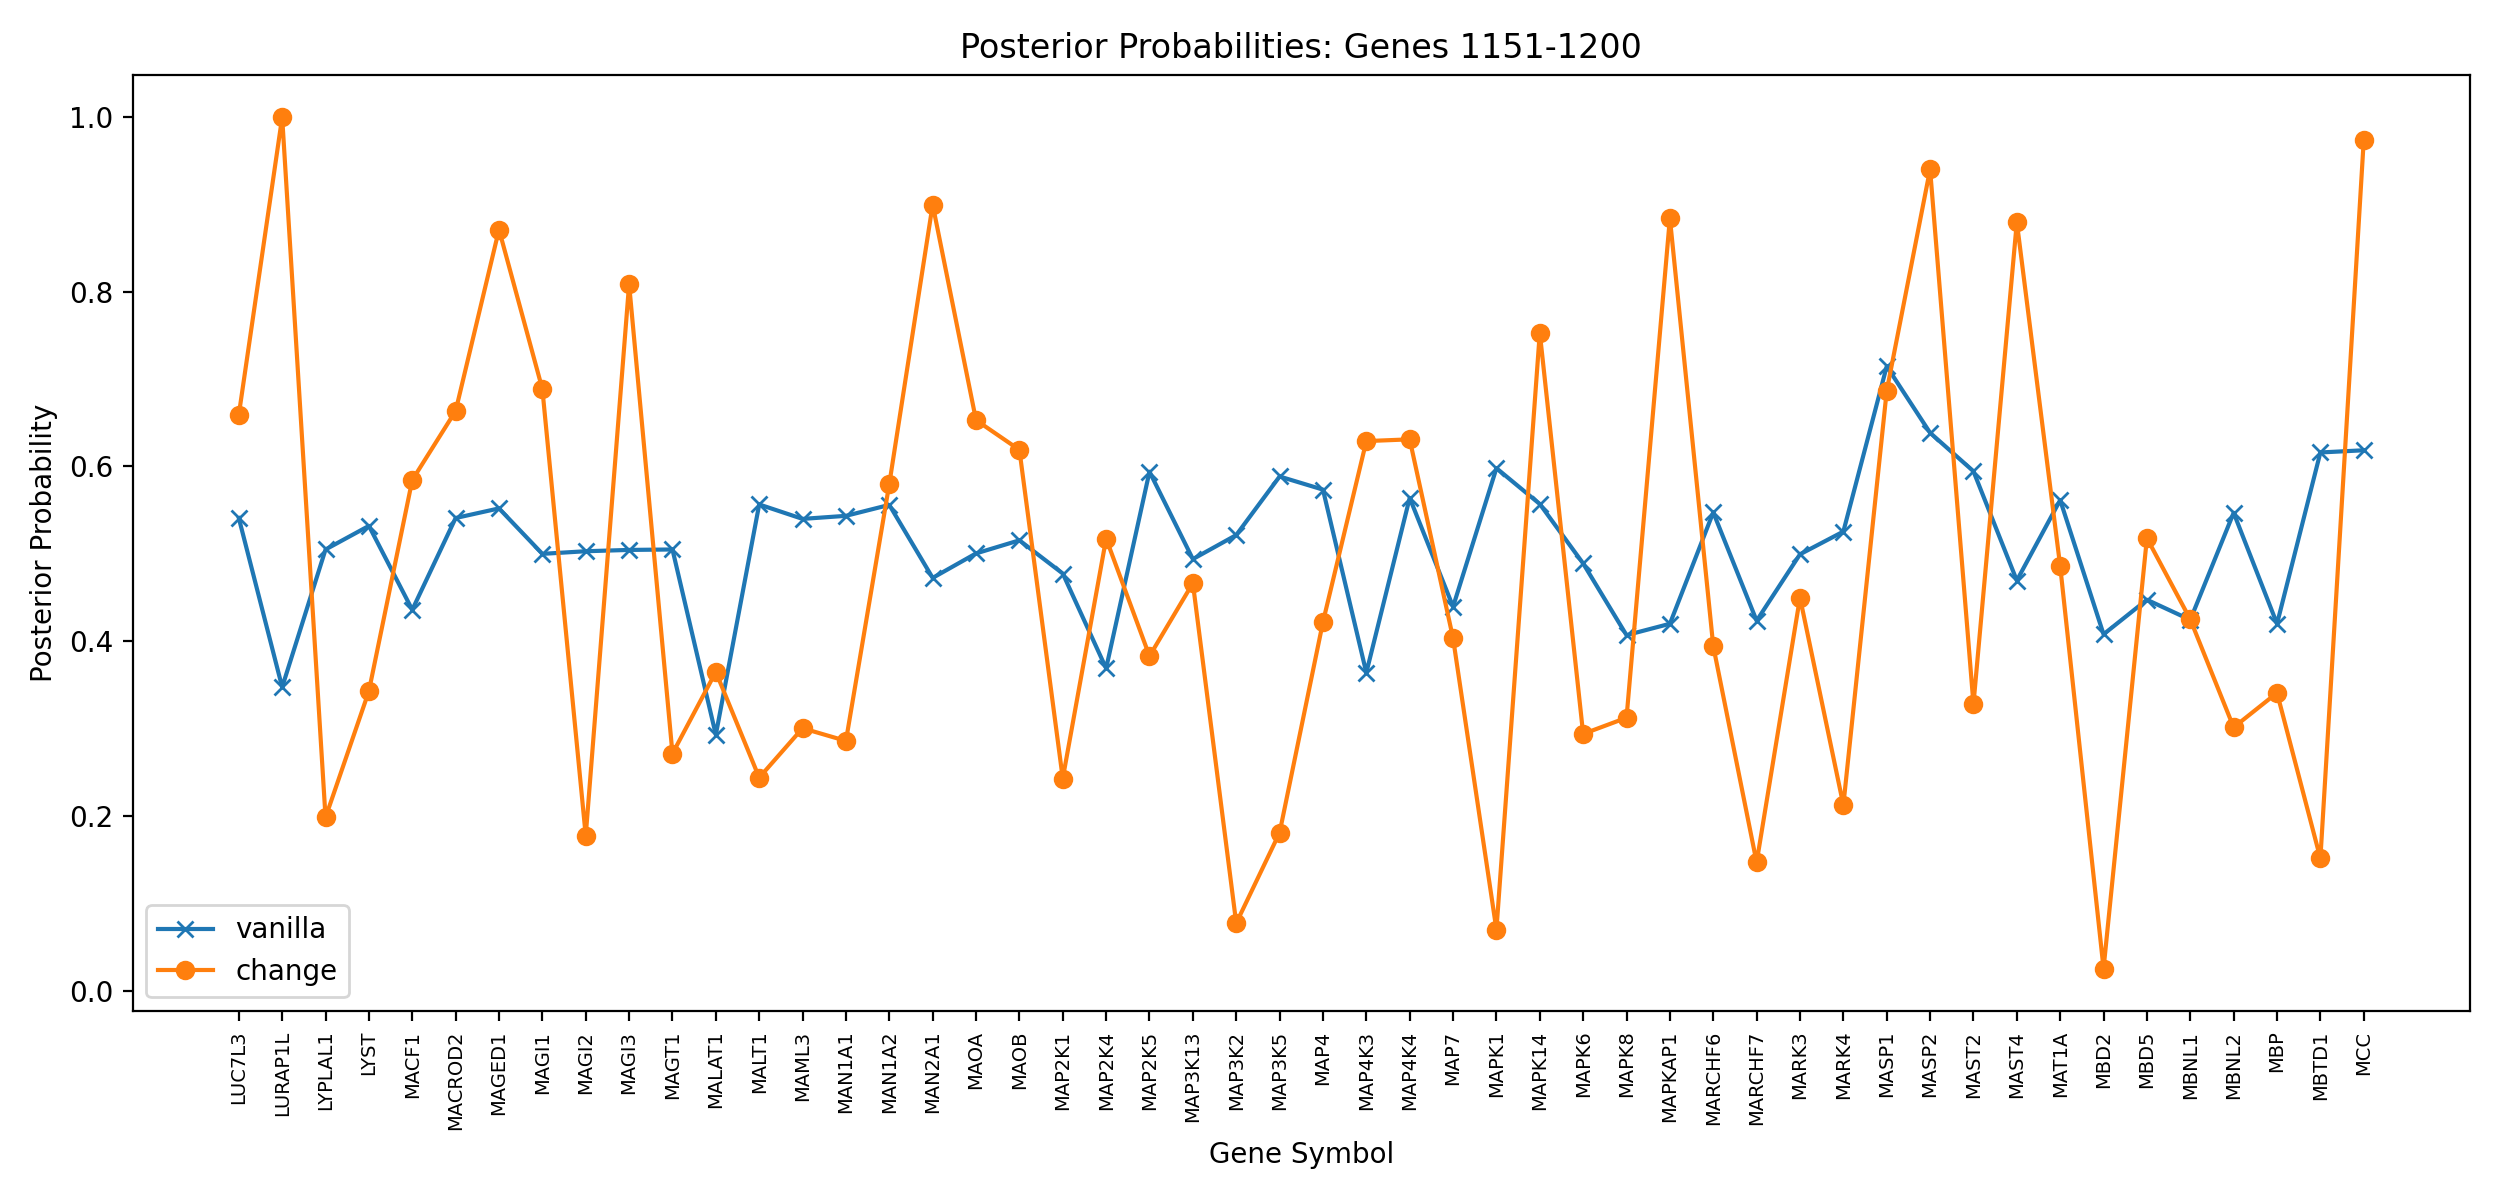 Posterior Probabilities: Genes 1151-1200
Posterior Probability
1.0
0.8
0.6
0.4
0.2
0.0
vanilla
change
LUC7L3
LURAP1L
LYPLAL1
LYST
MACF1
MACROD2
MAGED1
MAGI1
MAGI2
MAGI3
MAGT1
MALAT1
MALT1
MAML3
MAN1A1
MAN1A2
MAN2A1
MAOA
MAOB
MAP2K1
MAP2K4
MAP2K5
MAP3K13
MAP3K2
MAP3K5
MAP4
MAP4K3
MAP4K4
MAP7
MAPK1
MAPK14
MAPK6
MAPK8
MAPKAP1
MARCHF6
MARCHF7
MARK3
MARK4
MASP1
MASP2
MAST2
MAST4
MAT1A
MBD2
MBD5
MBNL1
MBNL2
MBP
MBTD1
MCC
Gene Symbol